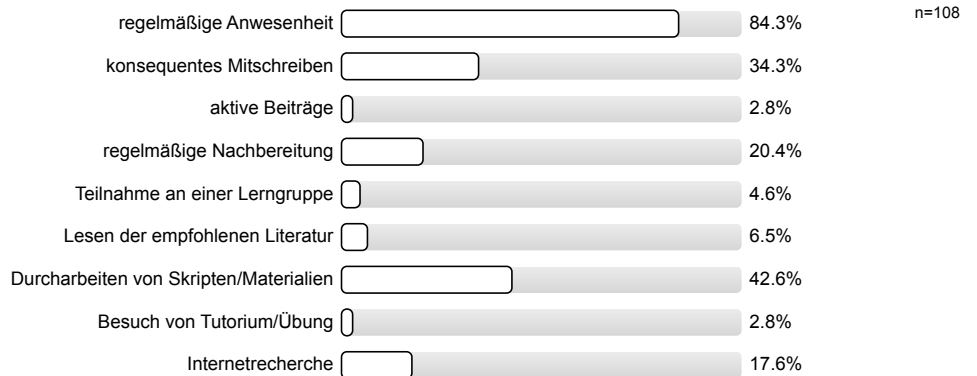 regelmäßige Anwesenheit 84.3% n=108
konsequentes Mitschreiben 34.3%
aktive Beiträge 2.8%
regelmäßige Nachbereitung 20.4%
Teilnahme an einer Lerngruppe 4.6%
Lesen der empfohlenen Literatur 6.5%
Durcharbeiten von Skripten/Materialien 42.6%
Besuch von Tutorium/Übung 2.8%
Internetrecherche 17.6%